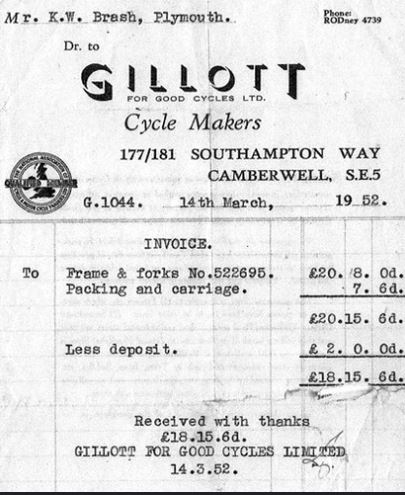 Mr. K.W. Brash, Plymouth.
Phone:
RODney 4739
Dr. to
GILLOTT
FOR GOOD CYCLES LTD.
Cycle Makers
177/181 SOUTHAMPTON WAY
CAMBERWELL, S.E.5
G.1044. 14th March, 1952.
INVOICE.
To Frame & forks No.522695. £20. 8. 0d.
Packing and carriage. 7. 6d.
£20.15. 6d.
Less deposit. £ 2. 0. 0d.
£18.15. 6d.
Received with thanks
£18.15.6d.
GILLOTT FOR GOOD CYCLES LIMITED
14.3.52.